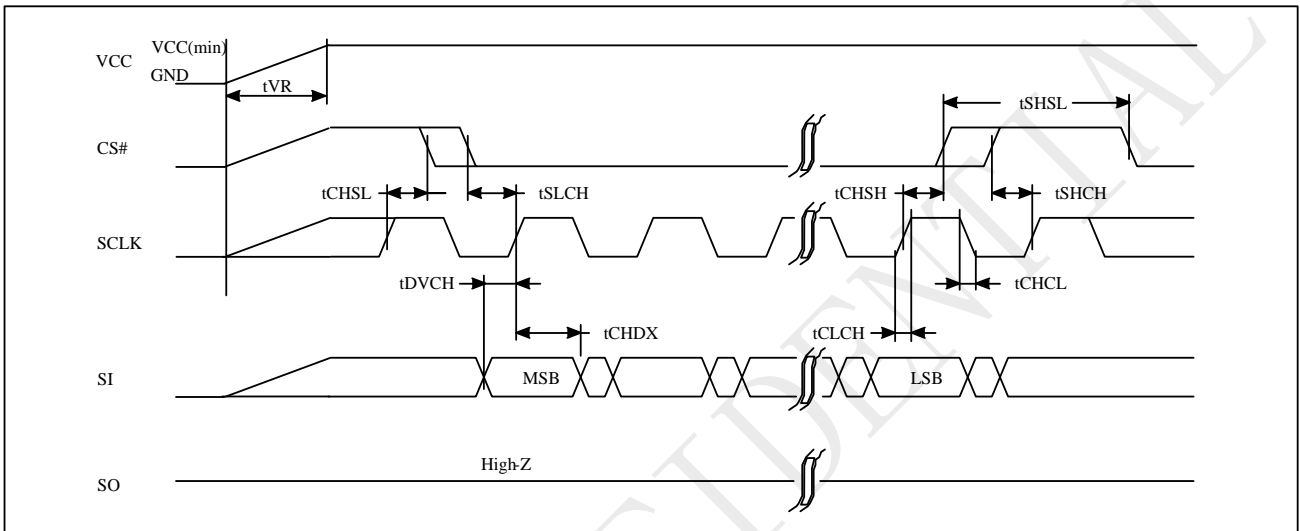 VCC(min)
VCC
GND
tVR
tSHSL
CS#
tCHSL
tSLCH
tCHSH
tSHCH
SCLK
tDVCH
tCHCL
tCHDX
tCLCH
SI
MSB
LSB
High-Z
SO
IDENTIAL